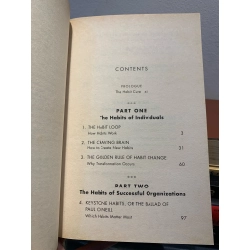 CONTENTS
PROLOGUE
The Habit Cure xi
PART ONE
The Habits of Individuals
1. THE HABIT LOOP
How Habits Work 3
2. THE CRAVING BRAIN
How to Create New Habits 31
3. THE GOLDEN RULE OF HABIT CHANGE
Why Transformation Occurs 60
PART TWO
The Habits of Successful Organizations
4. KEYSTONE HABITS, OR THE BALLAD OF
PAUL O'NEILL
Which Habits Matter Most 97